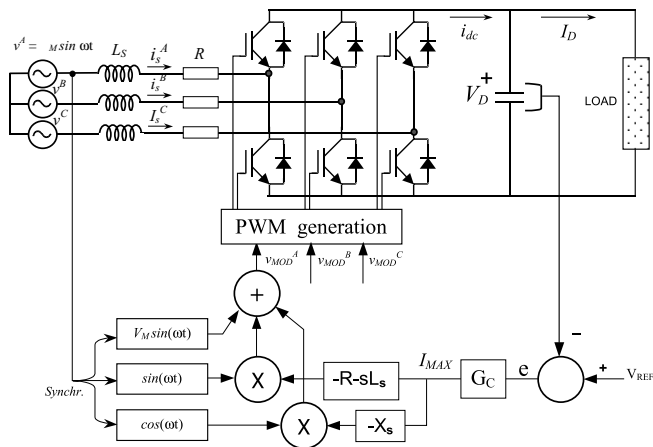 v^A = _M sin ωt
L_S
i_s^A
R
i_dc
I_D
v^B
i_s^B
v^C
I_s^C
V_D
+
LOAD
PWM generation
v_MOD^A
v_MOD^B
v_MOD^C
+
V_M sin(ωt)
−
sin(ωt)
X
-R-sL_s
I_MAX
G_C
e
+
V_REF
Synchr.
cos(ωt)
X
-X_s